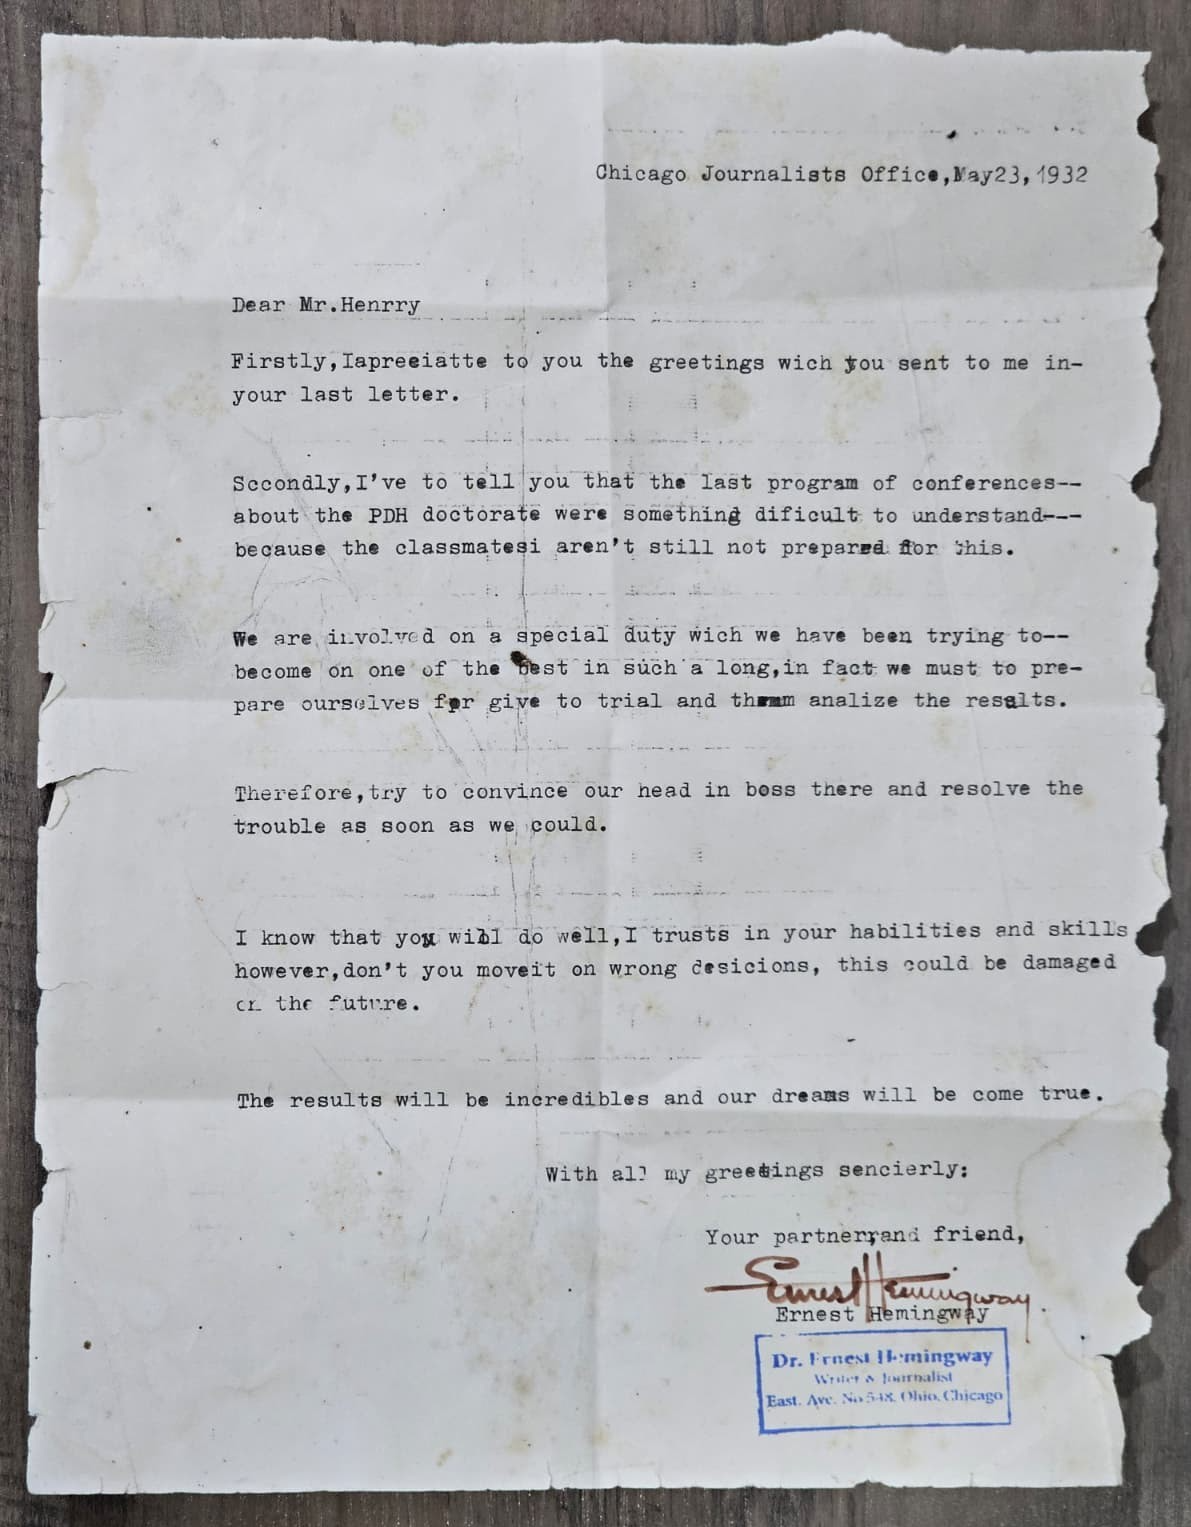 Chicago Journalists Office,May23,1932
Dear Mr.Henrry
Firstly,Iapreeiatte to you the greetings wich you sent to me in-
your last letter.
Sccondly,I've to tell you that the last program of conferences--
about the PDH doctorate were something dificult to understand---
because the classmatesi aren't still not prepared for this.
We are involved on a special duty wich we have been trying to--
become on one of the best in such a long,in fact we must to pre-
pare ourselves for give to trial and analize the results.
Therefore,try to convince our head in boss there and resolve the
trouble as soon as we could.
I know that you will do well,I trusts in your habilities and skills
however,don't you moveit on wrong desicions, this could be damaged
on the future.
The results will be incredibles and our dreams will be come true.
With all my greetings sencierly:
Your partner,and friend,
Ernest Hemingway
Ernest Hemingway
Dr. Ernest Hemingway
Writer & Journalist
East. Ave. No 548. Ohio. Chicago